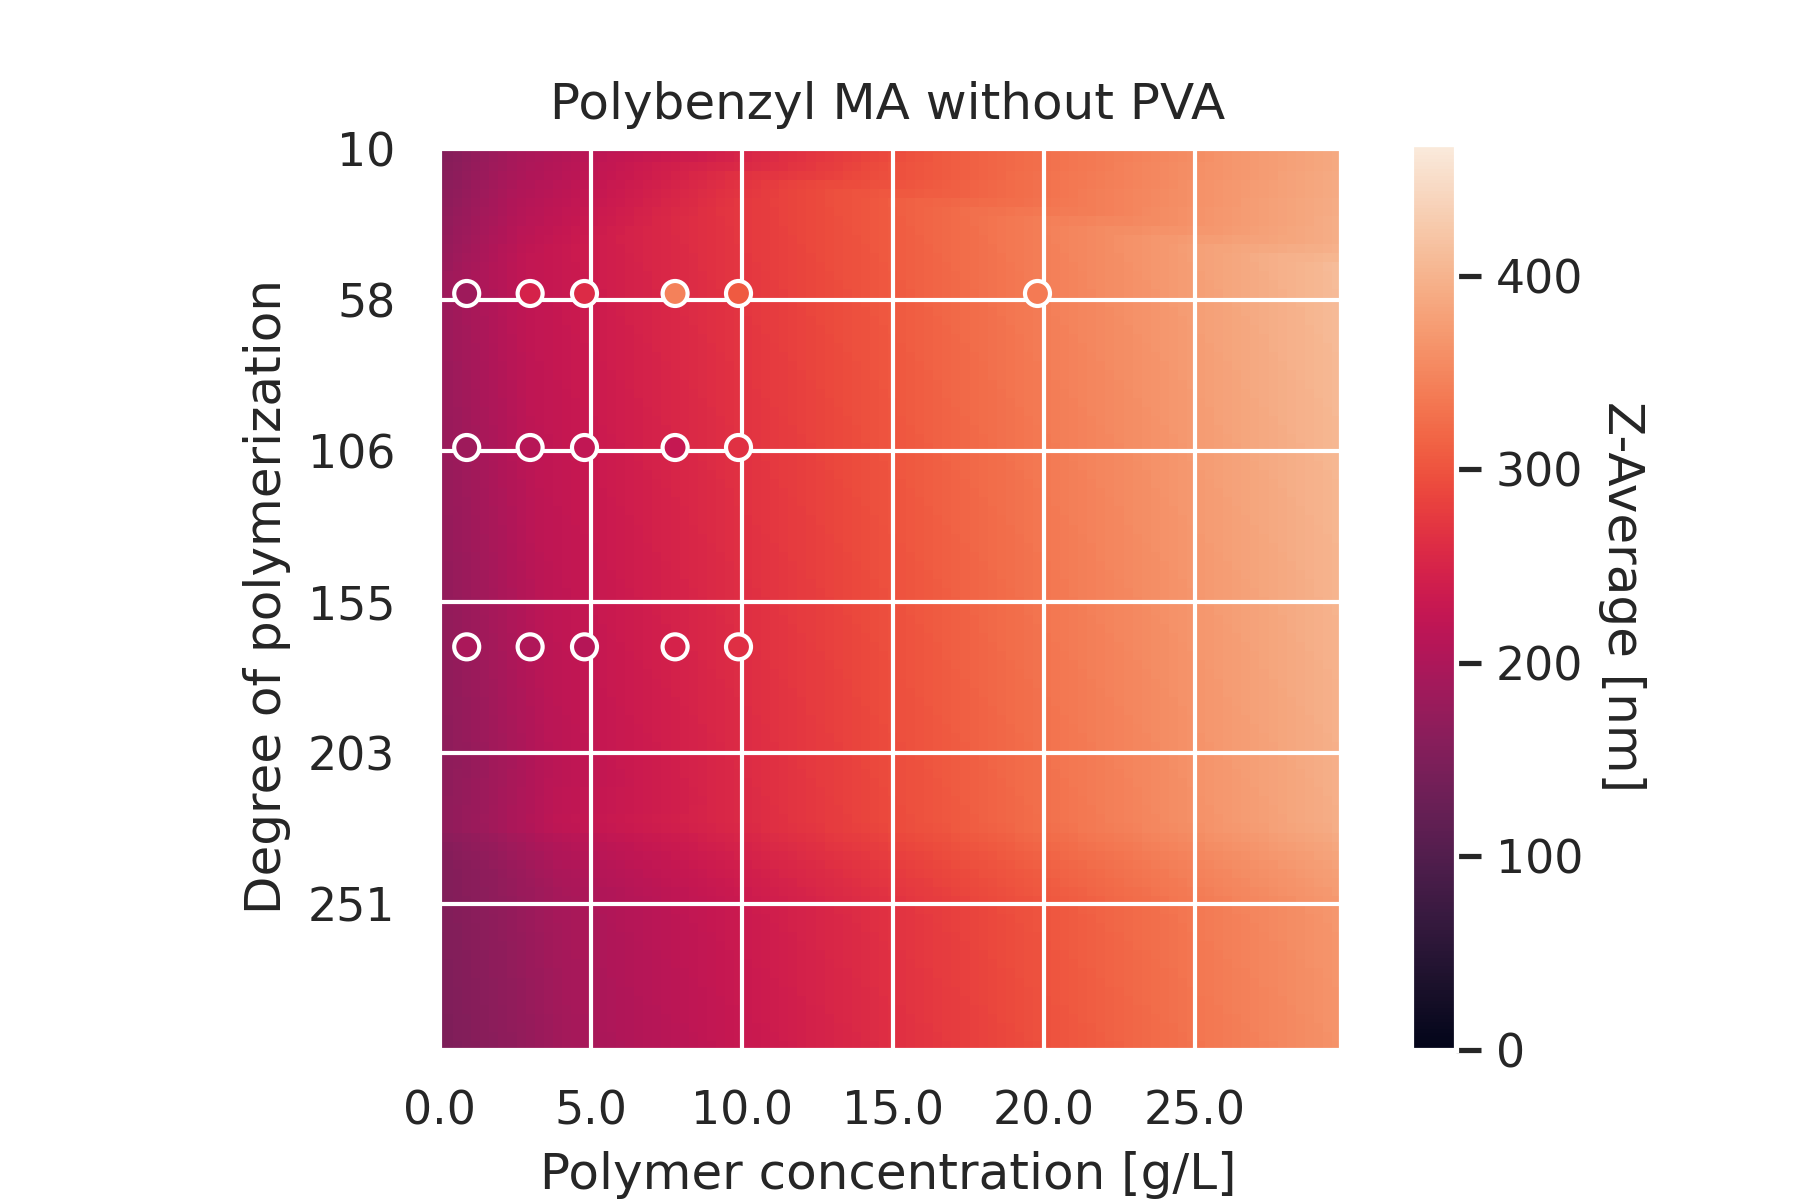 Polybenzyl MA without PVA
10
58
106
155
203
251
Degree of polymerization
0.0 5.0 10.0 15.0 20.0 25.0
Polymer concentration [g/L]
400
300
200
100
0
Z-Average [nm]